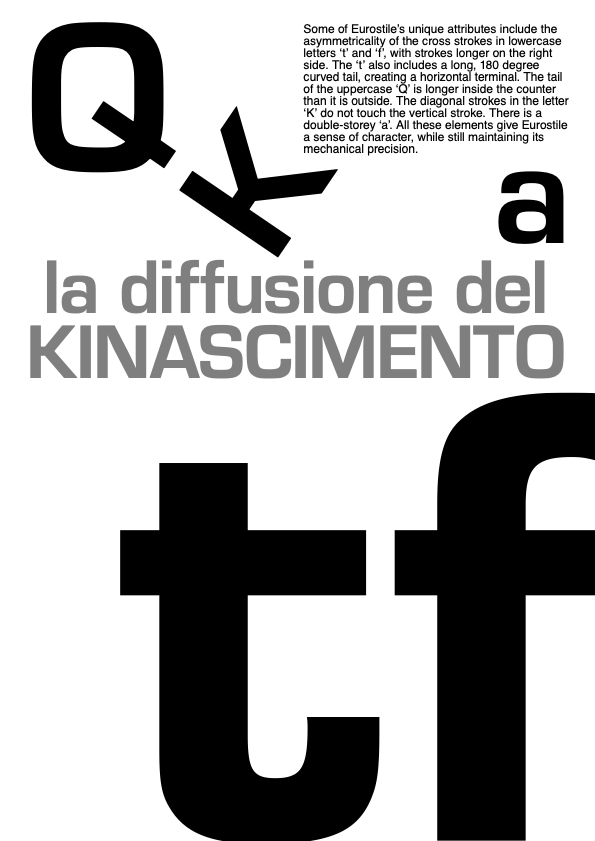 Q
Some of Eurostile’s unique attributes include the
asymmetricality of the cross strokes in lowercase
letters ‘t’ and ‘f’, with strokes longer on the right
side. The ‘t’ also includes a long, 180 degree
curved tail, creating a horizontal terminal. The tail
of the uppercase ‘Q’ is longer inside the counter
than it is outside. The diagonal strokes in the letter
‘K’ do not touch the vertical stroke. There is a
double-storey ‘a’. All these elements give Eurostile
a sense of character, while still maintaining its
mechanical precision.
K
a
la diffusione del
KINASCIMENTO
tf